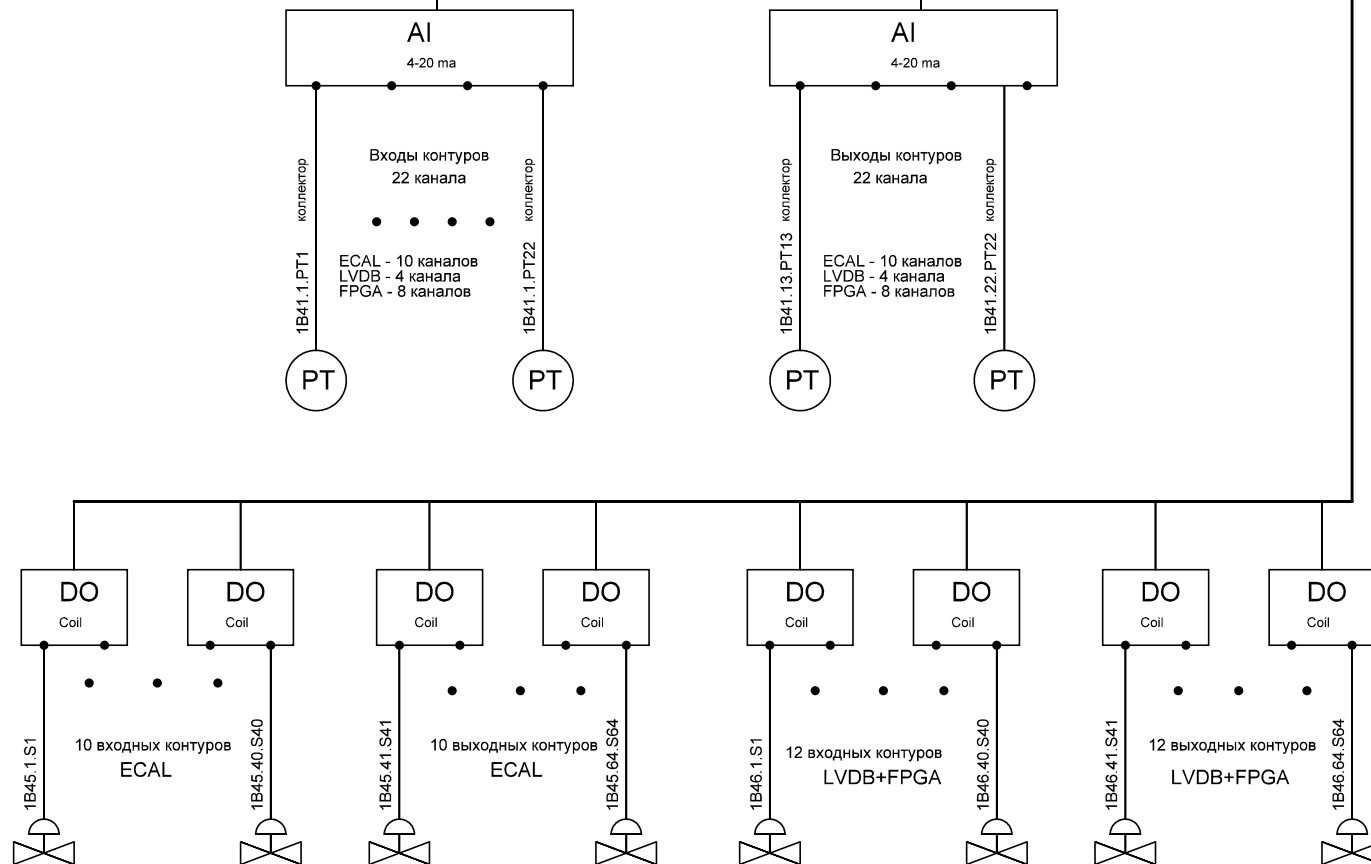 AI
4-20 ma
AI
4-20 ma
Входы контуров
22 канала
ECAL - 10 каналов
LVDB - 4 канала
FPGA - 8 каналов
1B41.1.PT1 коллектор
1B41.1.PT22 коллектор
PT
PT
Выходы контуров
22 канала
ECAL - 10 каналов
LVDB - 4 канала
FPGA - 8 каналов
1B41.13.PT13 коллектор
1B41.22.PT22 коллектор
PT
PT
DO
Coil
DO
Coil
DO
Coil
DO
Coil
DO
Coil
DO
Coil
DO
Coil
DO
Coil
1B45.1.S1
10 входных контуров
ECAL
1B45.40.S40
1B45.41.S41
10 выходных контуров
ECAL
1B45.64.S64
1B46.1.S1
12 входных контуров
LVDB+FPGA
1B46.40.S40
1B46.41.S41
12 выходных контуров
LVDB+FPGA
1B46.64.S64